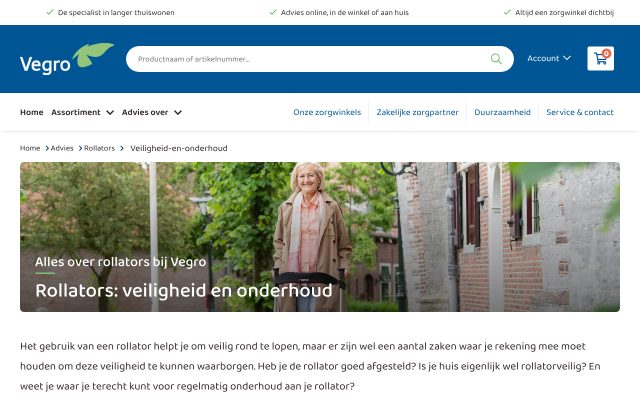 De specialist in langer thuiswonen
Advies online, in de winkel of aan huis
Altijd een zorgwinkel dichtbij
Vegro
Productnaam of artikelnummer...
Account
0
Home
Assortiment
Advies over
Onze zorgwinkels
Zakelijke zorgpartner
Duurzaamheid
Service & contact
Home
Advies
Rollators
Veiligheid-en-onderhoud
Alles over rollators bij Vegro
Rollators: veiligheid en onderhoud
Het gebruik van een rollator helpt je om veilig rond te lopen, maar er zijn wel een aantal zaken waar je rekening mee moet
houden om deze veiligheid te kunnen waarborgen. Heb je de rollator goed afgesteld? Is je huis eigenlijk wel rollatorveilig? En
weet je waar je terecht kunt voor regelmatig onderhoud aan je rollator?